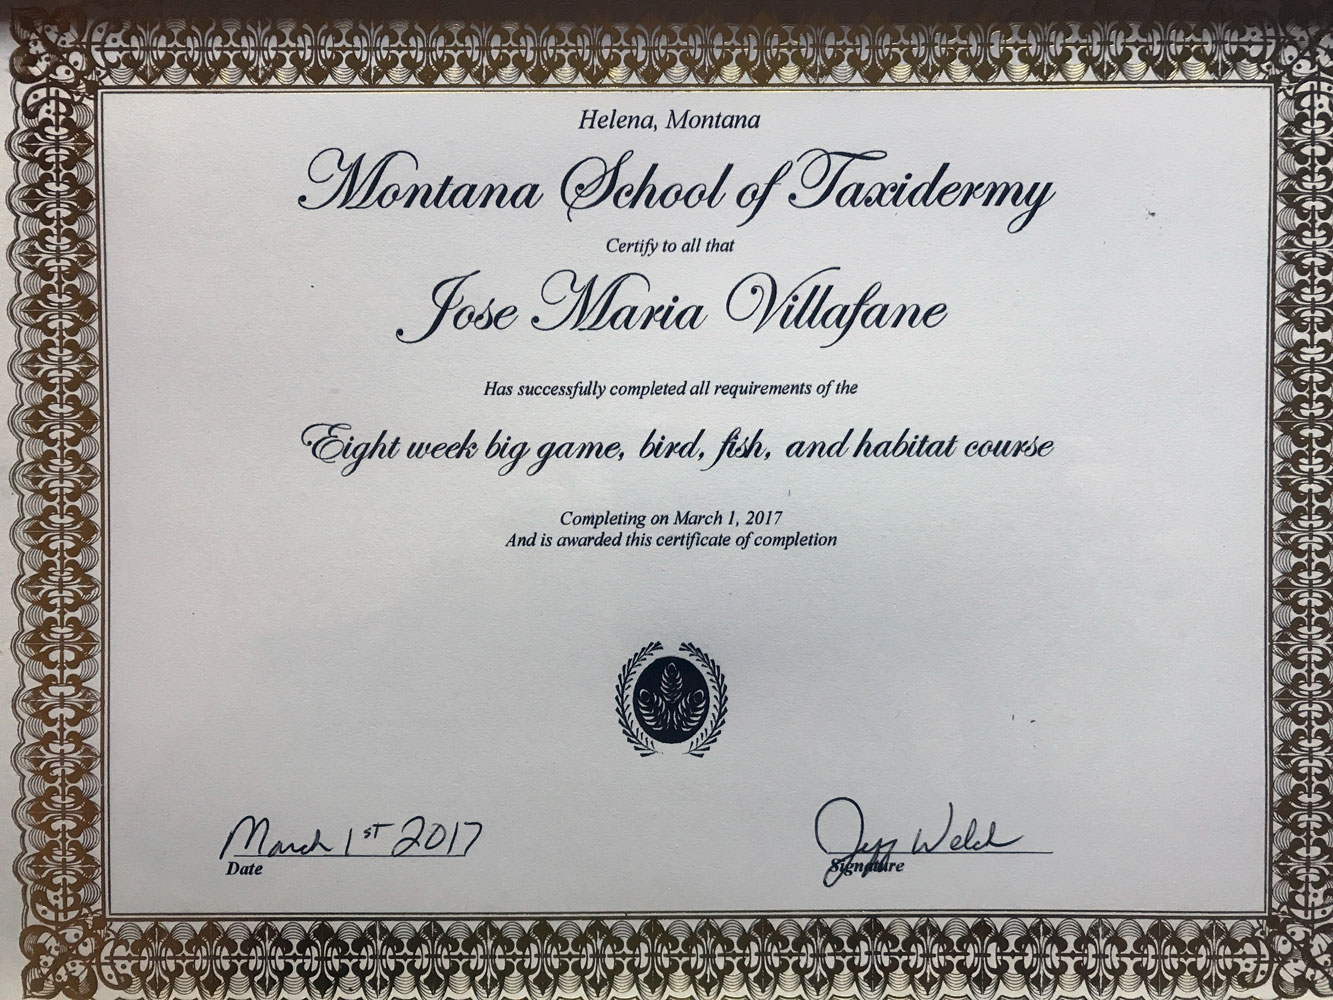 Helena, Montana
Montana School of Taxidermy
Certify to all that
Jose Maria Villafane
Has successfully completed all requirements of the
Eight week big game, bird, fish, and habitat course
Completing on March 1, 2017
And is awarded this certificate of completion
March 1st 2017
Date
Jeff Welch
Signature